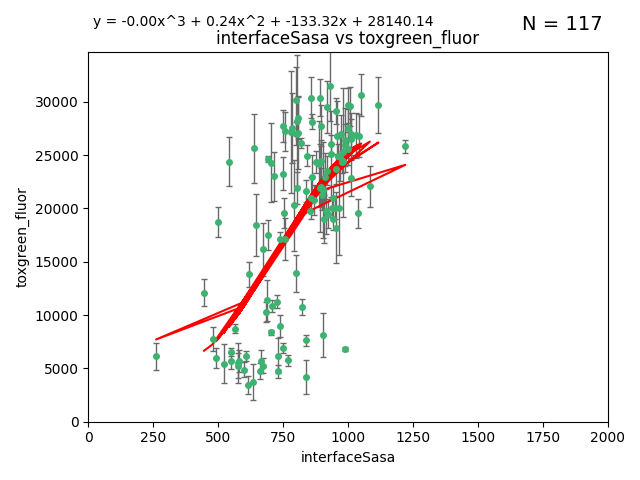 y = -0.00x^3 + 0.24x^2 + -133.32x + 28140.14
N = 117
interfaceSasa vs toxgreen_fluor
30000
25000
20000
15000
10000
5000
0
toxgreen_fluor
0 250 500 750 1000 1250 1500 1750 2000
interfaceSasa